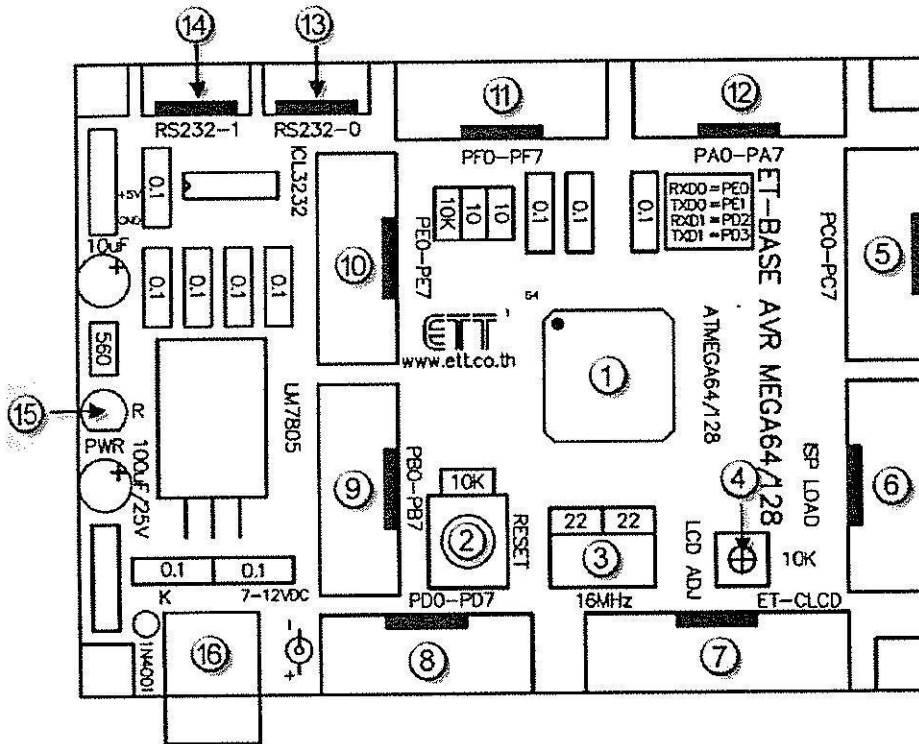 14
13
11
12
RS232-1
RS232-0
PF0-PF7
PA0-PA7
ICL3232
0.1
+5V
GND
10uF
10K
10
10
0.1
0.1
0.1
RXD0=PE0
TXD0=PE1
RXD1=PD2
TXD1=PD3
PE0-PE7
10
PC0-PC7
5
0.1
0.1
0.1
0.1
64
ETT
www.ett.co.th
ET-BASE AVR MEGA64/128
ATMEGA64/128
1
560
15
R
PWR
LM7805
100uF/25V
9
PB0-PB7
10K
2
RESET
22
22
3
4
LCD ADJ
10K
ISP LOAD
6
0.1
0.1
K
7-12VDC
PD0-PD7
16MHz
ET-CLCD
1N4001
16
-
+
8
7